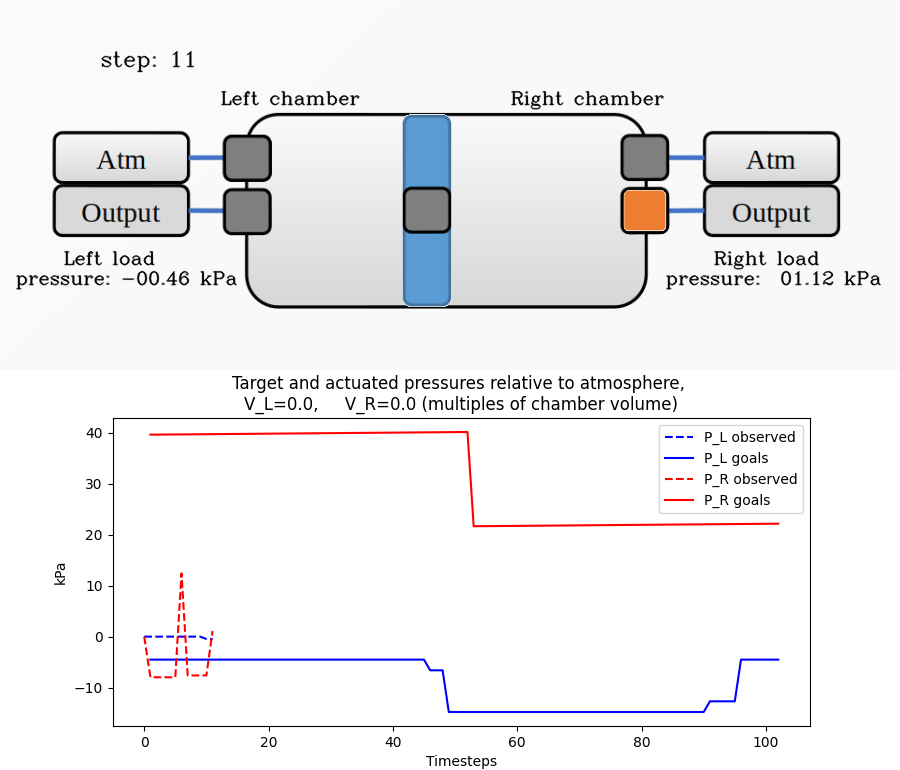 step: 11
Left chamber
Right chamber
Atm
Atm
Output
Output
Left load
pressure: -00.46 kPa
Right load
pressure: 01.12 kPa
Target and actuated pressures relative to atmosphere,
V_L=0.0, V_R=0.0 (multiples of chamber volume)
P_L observed
P_L goals
P_R observed
P_R goals
kPa
40
30
20
10
0
−10
0 20 40 60 80 100
Timesteps